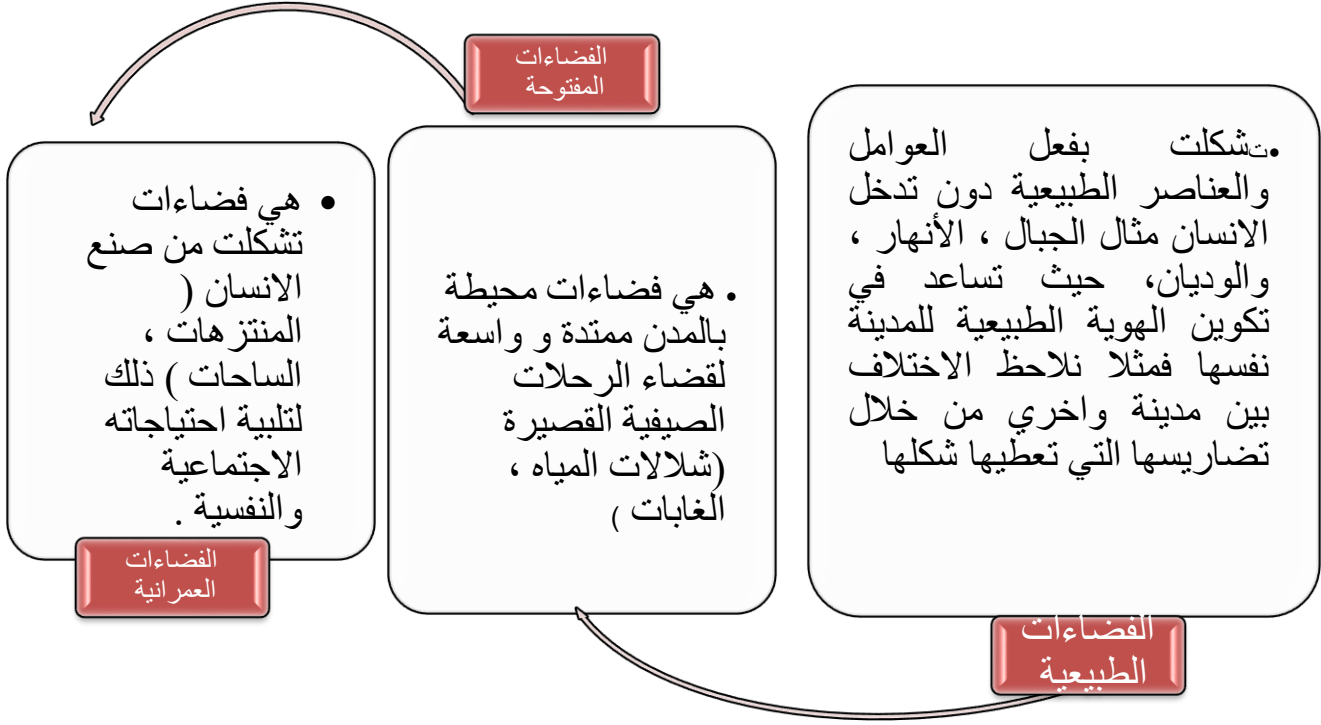 تشكلت بفعل العوامل
والعناصر الطبيعية دون تدخل
الانسان مثال الجبال ، الأنهار ،
والوديان، حيث تساعد في
تكوين الهوية الطبيعية للمدينة
نفسها فمثلا نلاحظ الاختلاف
بين مدينة واخري من خلال
تضاريسها التي تعطيها شكلها
الفضاءات
الطبيعية
الفضاءات
المفتوحة
. هي فضاءات محيطة
بالمدن ممتدة و واسعة
لقضاء الرحلات
الصيفية القصيرة
(شلالات المياه ،
الغابات )
• هي فضاءات
تشكلت من صنع
الانسان (
المنتزهات ،
الساحات ) ذلك
لتلبية احتياجاته
الاجتماعية
والنفسية .
الفضاءات
العمرانية